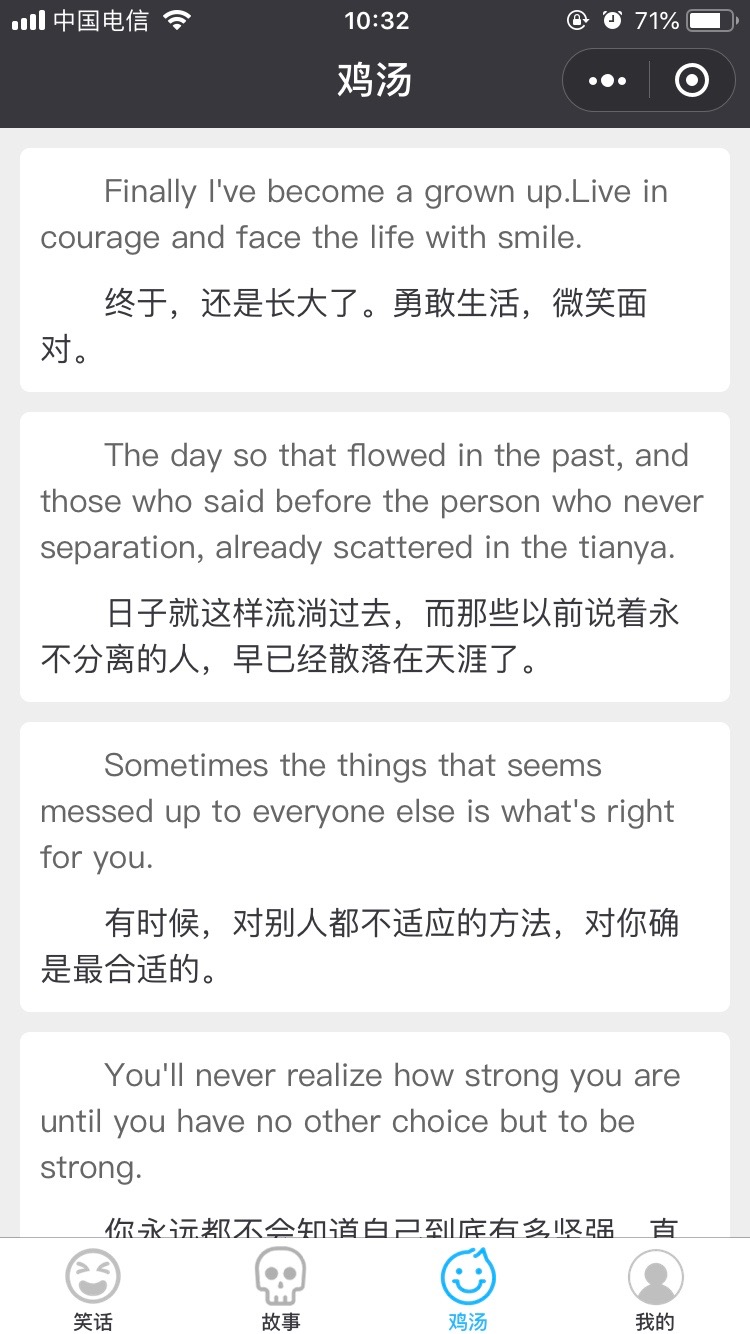 中国电信 10:32 71%
鸡汤
Finally I've become a grown up.Live in
courage and face the life with smile.
终于，还是长大了。勇敢生活，微笑面
对。
The day so that flowed in the past, and
those who said before the person who never
separation, already scattered in the tianya.
日子就这样流淌过去，而那些以前说着永
不分离的人，早已经散落在天涯了。
Sometimes the things that seems
messed up to everyone else is what's right
for you.
有时候，对别人都不适应的方法，对你确
是最合适的。
You'll never realize how strong you are
until you have no other choice but to be
strong.
你永远都不会知道自己到底有多坚强，直
笑话 故事 鸡汤 我的